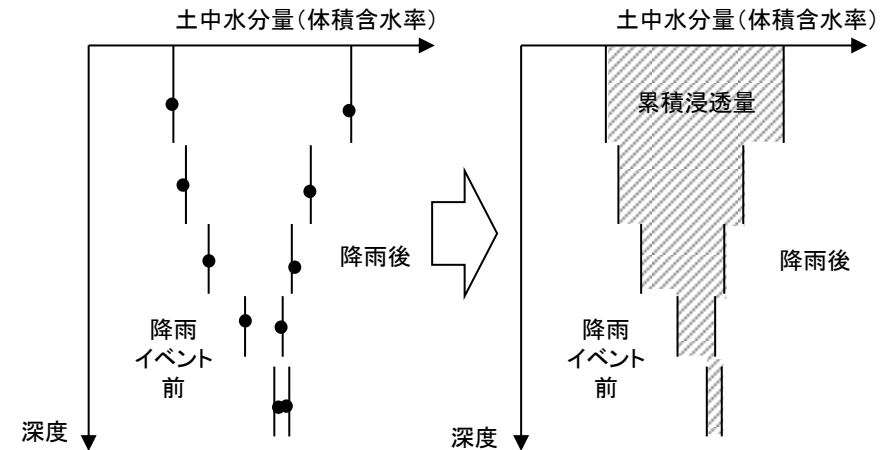 土中水分量(体積含水率)
降雨後
降雨
イベント
前
深度
土中水分量(体積含水率)
累積浸透量
降雨後
降雨
イベント
前
深度